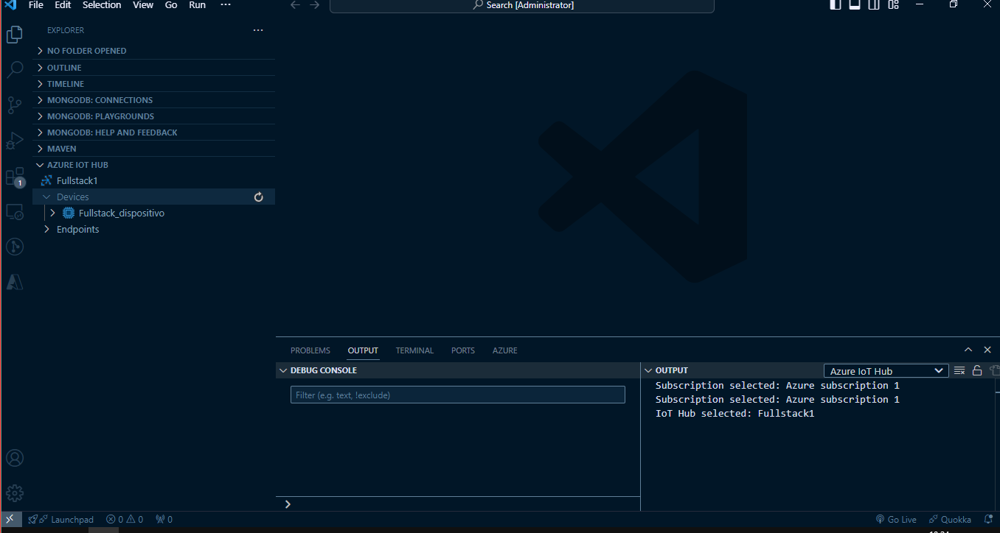 File Edit Selection View Go Run ···
Search [Administrator]
EXPLORER
NO FOLDER OPENED
OUTLINE
TIMELINE
MONGODB: CONNECTIONS
MONGODB: PLAYGROUNDS
MONGODB: HELP AND FEEDBACK
MAVEN
AZURE IOT HUB
Fullstack1
Devices
Fullstack_dispositivo
Endpoints
1
PROBLEMS OUTPUT TERMINAL PORTS AZURE
DEBUG CONSOLE
Filter (e.g. text, !exclude)
OUTPUT
Azure IoT Hub
Subscription selected: Azure subscription 1
Subscription selected: Azure subscription 1
IoT Hub selected: Fullstack1
Launchpad 0 0 0
Go Live Quokka